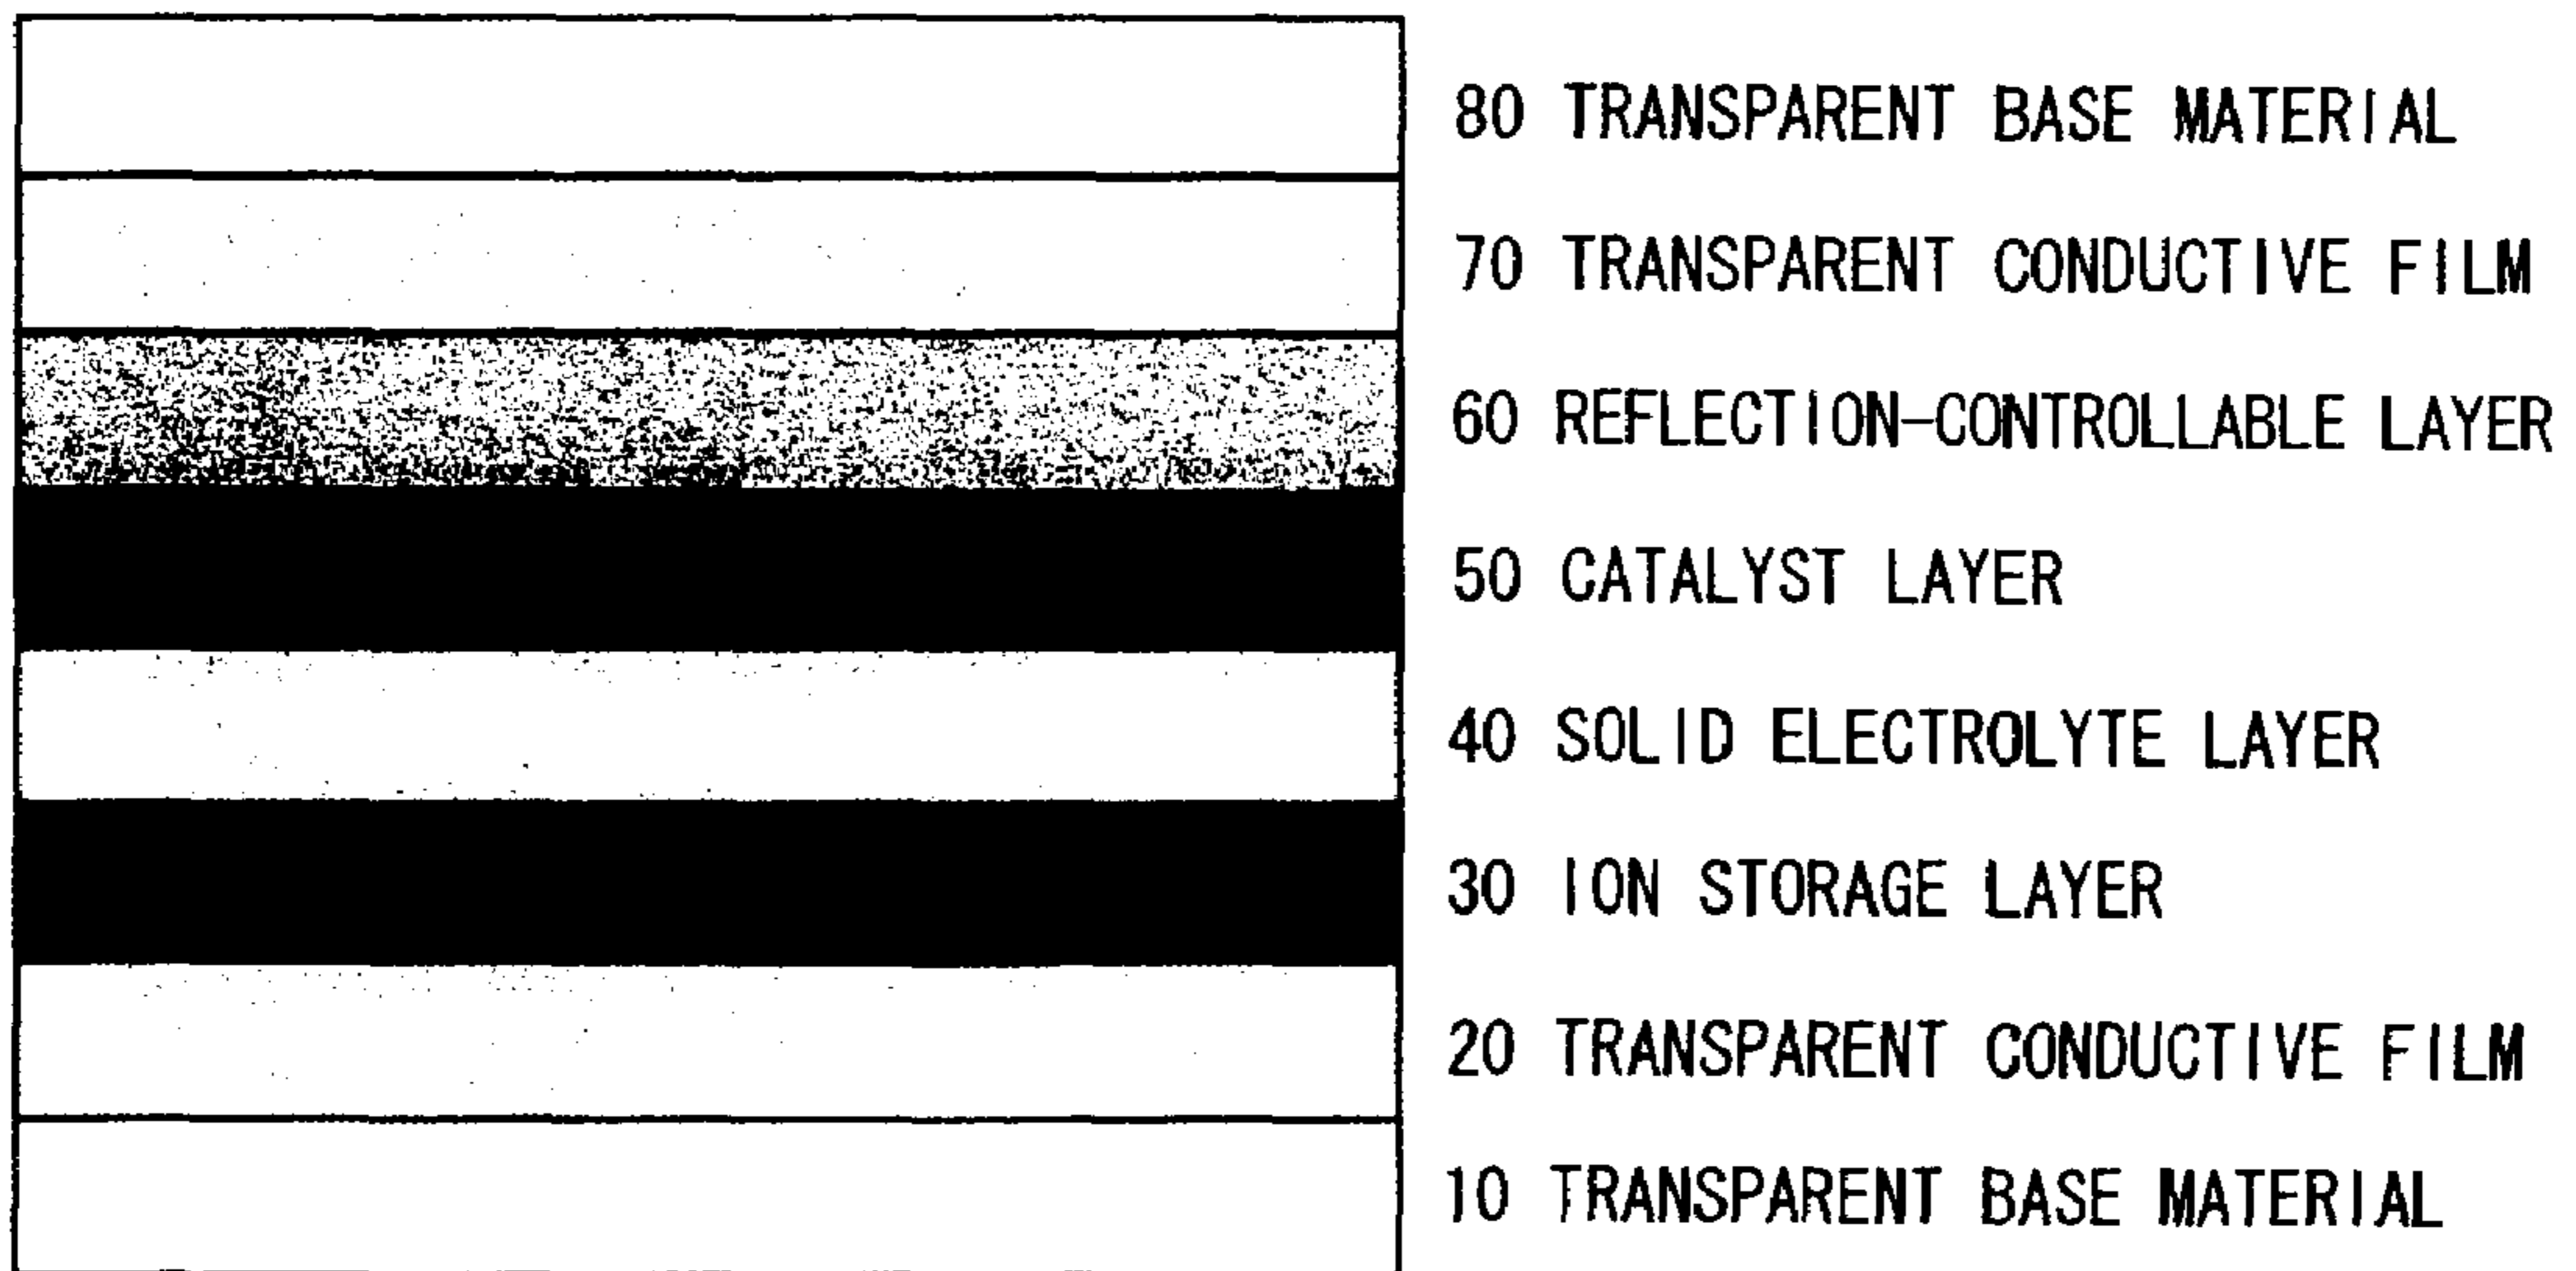 80 TRANSPARENT BASE MATERIAL
70 TRANSPARENT CONDUCTIVE FILM
60 REFLECTION-CONTROLLABLE LAYER
50 CATALYST LAYER
40 SOLID ELECTROLYTE LAYER
30 ION STORAGE LAYER
20 TRANSPARENT CONDUCTIVE FILM
10 TRANSPARENT BASE MATERIAL